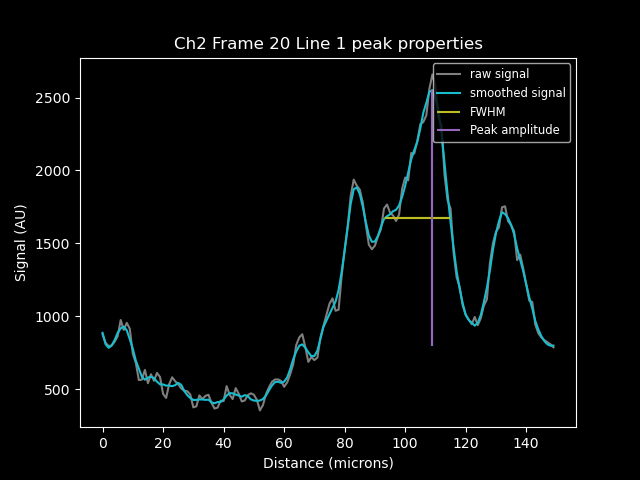 Ch2 Frame 20 Line 1 peak properties
raw signal
smoothed signal
FWHM
Peak amplitude
Signal (AU)
2500
2000
1500
1000
500
0 20 40 60 80 100 120 140
Distance (microns)